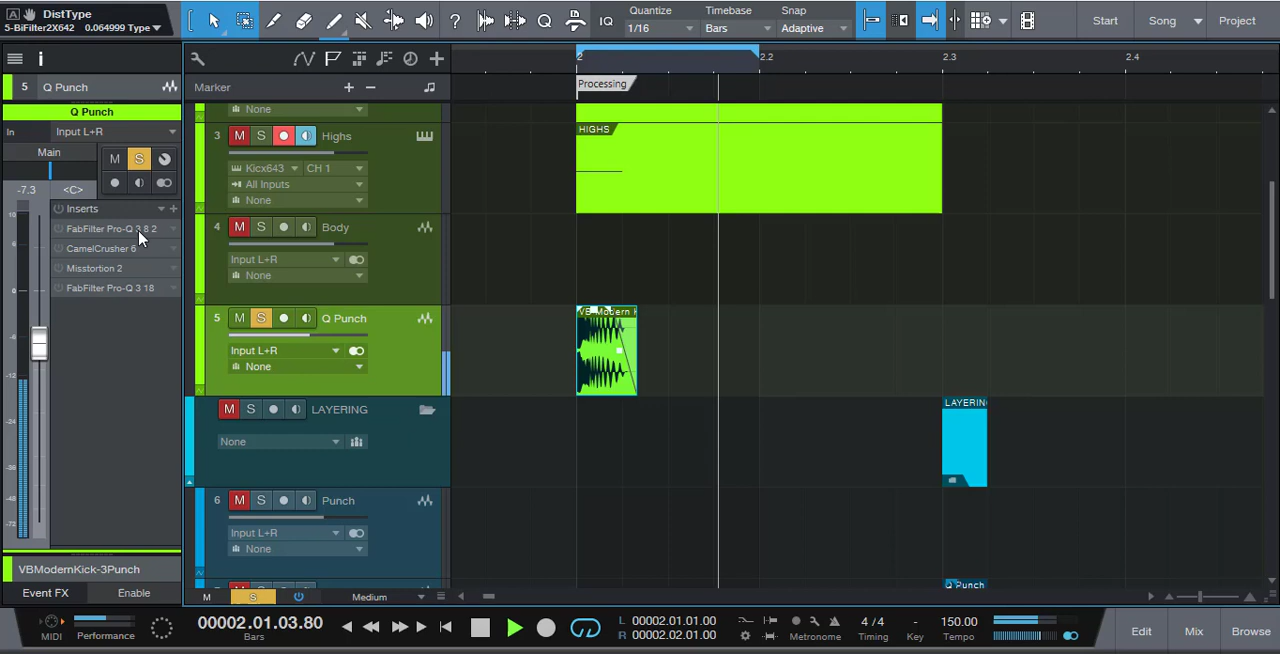 DistType
5-BiFilter2X642 0.064999 Type
Quantize
1/16
Timebase
Bars
Snap
Adaptive
IQ
Start
Song
Project
5 Q Punch
Q Punch
In Input L+R
Main
M S
-7.3 <C>
Inserts
FabFilter Pro-Q 3 8 2
CamelCrusher 6
Misstortion 2
FabFilter Pro-Q 3 18
VBModernKick-3Punch
Event FX Enable
Marker
2 2.2 2.3 2.4
Processing
None
3 M S Highs
Kicx643 CH 1
All Inputs
None
HIGHS
4 M S Body
Input L+R
None
5 M S Q Punch
Input L+R
None
M S LAYERING
None
6 M S Punch
Input L+R
None
Q Punch
M S Medium
MIDI
Performance
00002.01.03.80
Bars
L 00002.01.01.00
R 00002.02.01.00
Metronome
4 / 4
Timing
-
Key
150.00
Tempo
Edit
Mix
Browse